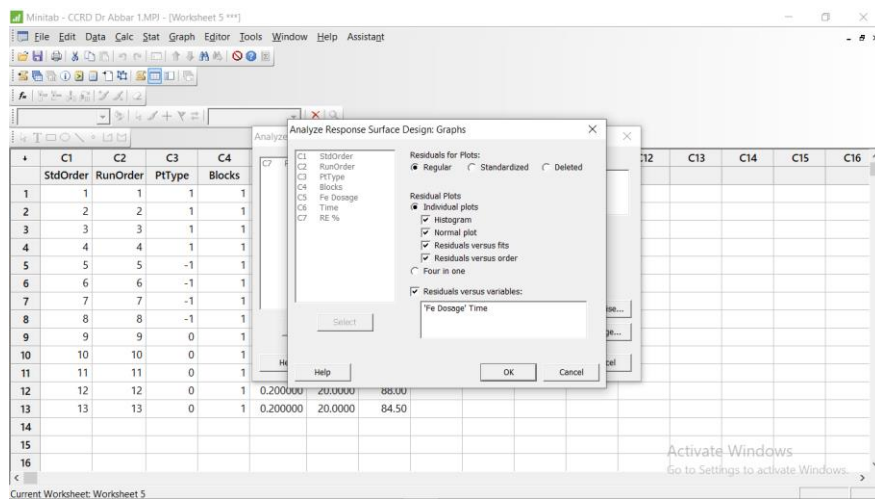 Minitab - CCRD Dr Abbar 1.MPJ - [Worksheet 5 ***]
File Edit Data Calc Stat Graph Editor Tools Window Help Assistant
Analyze
Analyze Response Surface Design: Graphs
C1 StdOrder
C2 RunOrder
C3 PtType
C4 Blocks
C5 Fe Dosage
C6 Time
C7 RE %
Residuals for Plots:
Regular Standardized Deleted
Residual Plots
Individual plots
Histogram
Normal plot
Residuals versus fits
Residuals versus order
Four in one
Residuals versus variables:
'Fe Dosage' Time
Select
Help OK Cancel
C7
He
C1 C2 C3 C4 C12 C13 C14 C15 C16
StdOrder RunOrder PtType Blocks
1 1 1 1 1
2 2 2 1 1
3 3 3 1 1
4 4 4 1 1
5 5 5 -1 1
6 6 6 -1 1
7 7 7 -1 1
8 8 8 -1 1
9 9 9 0 1
10 10 10 0 1
11 11 11 0 1
12 12 12 0 1 0.200000 20.0000 88.00
13 13 13 0 1 0.200000 20.0000 84.50
14
15
16
Activate Windows
Go to Settings to activate Windows.
Current Worksheet: Worksheet 5